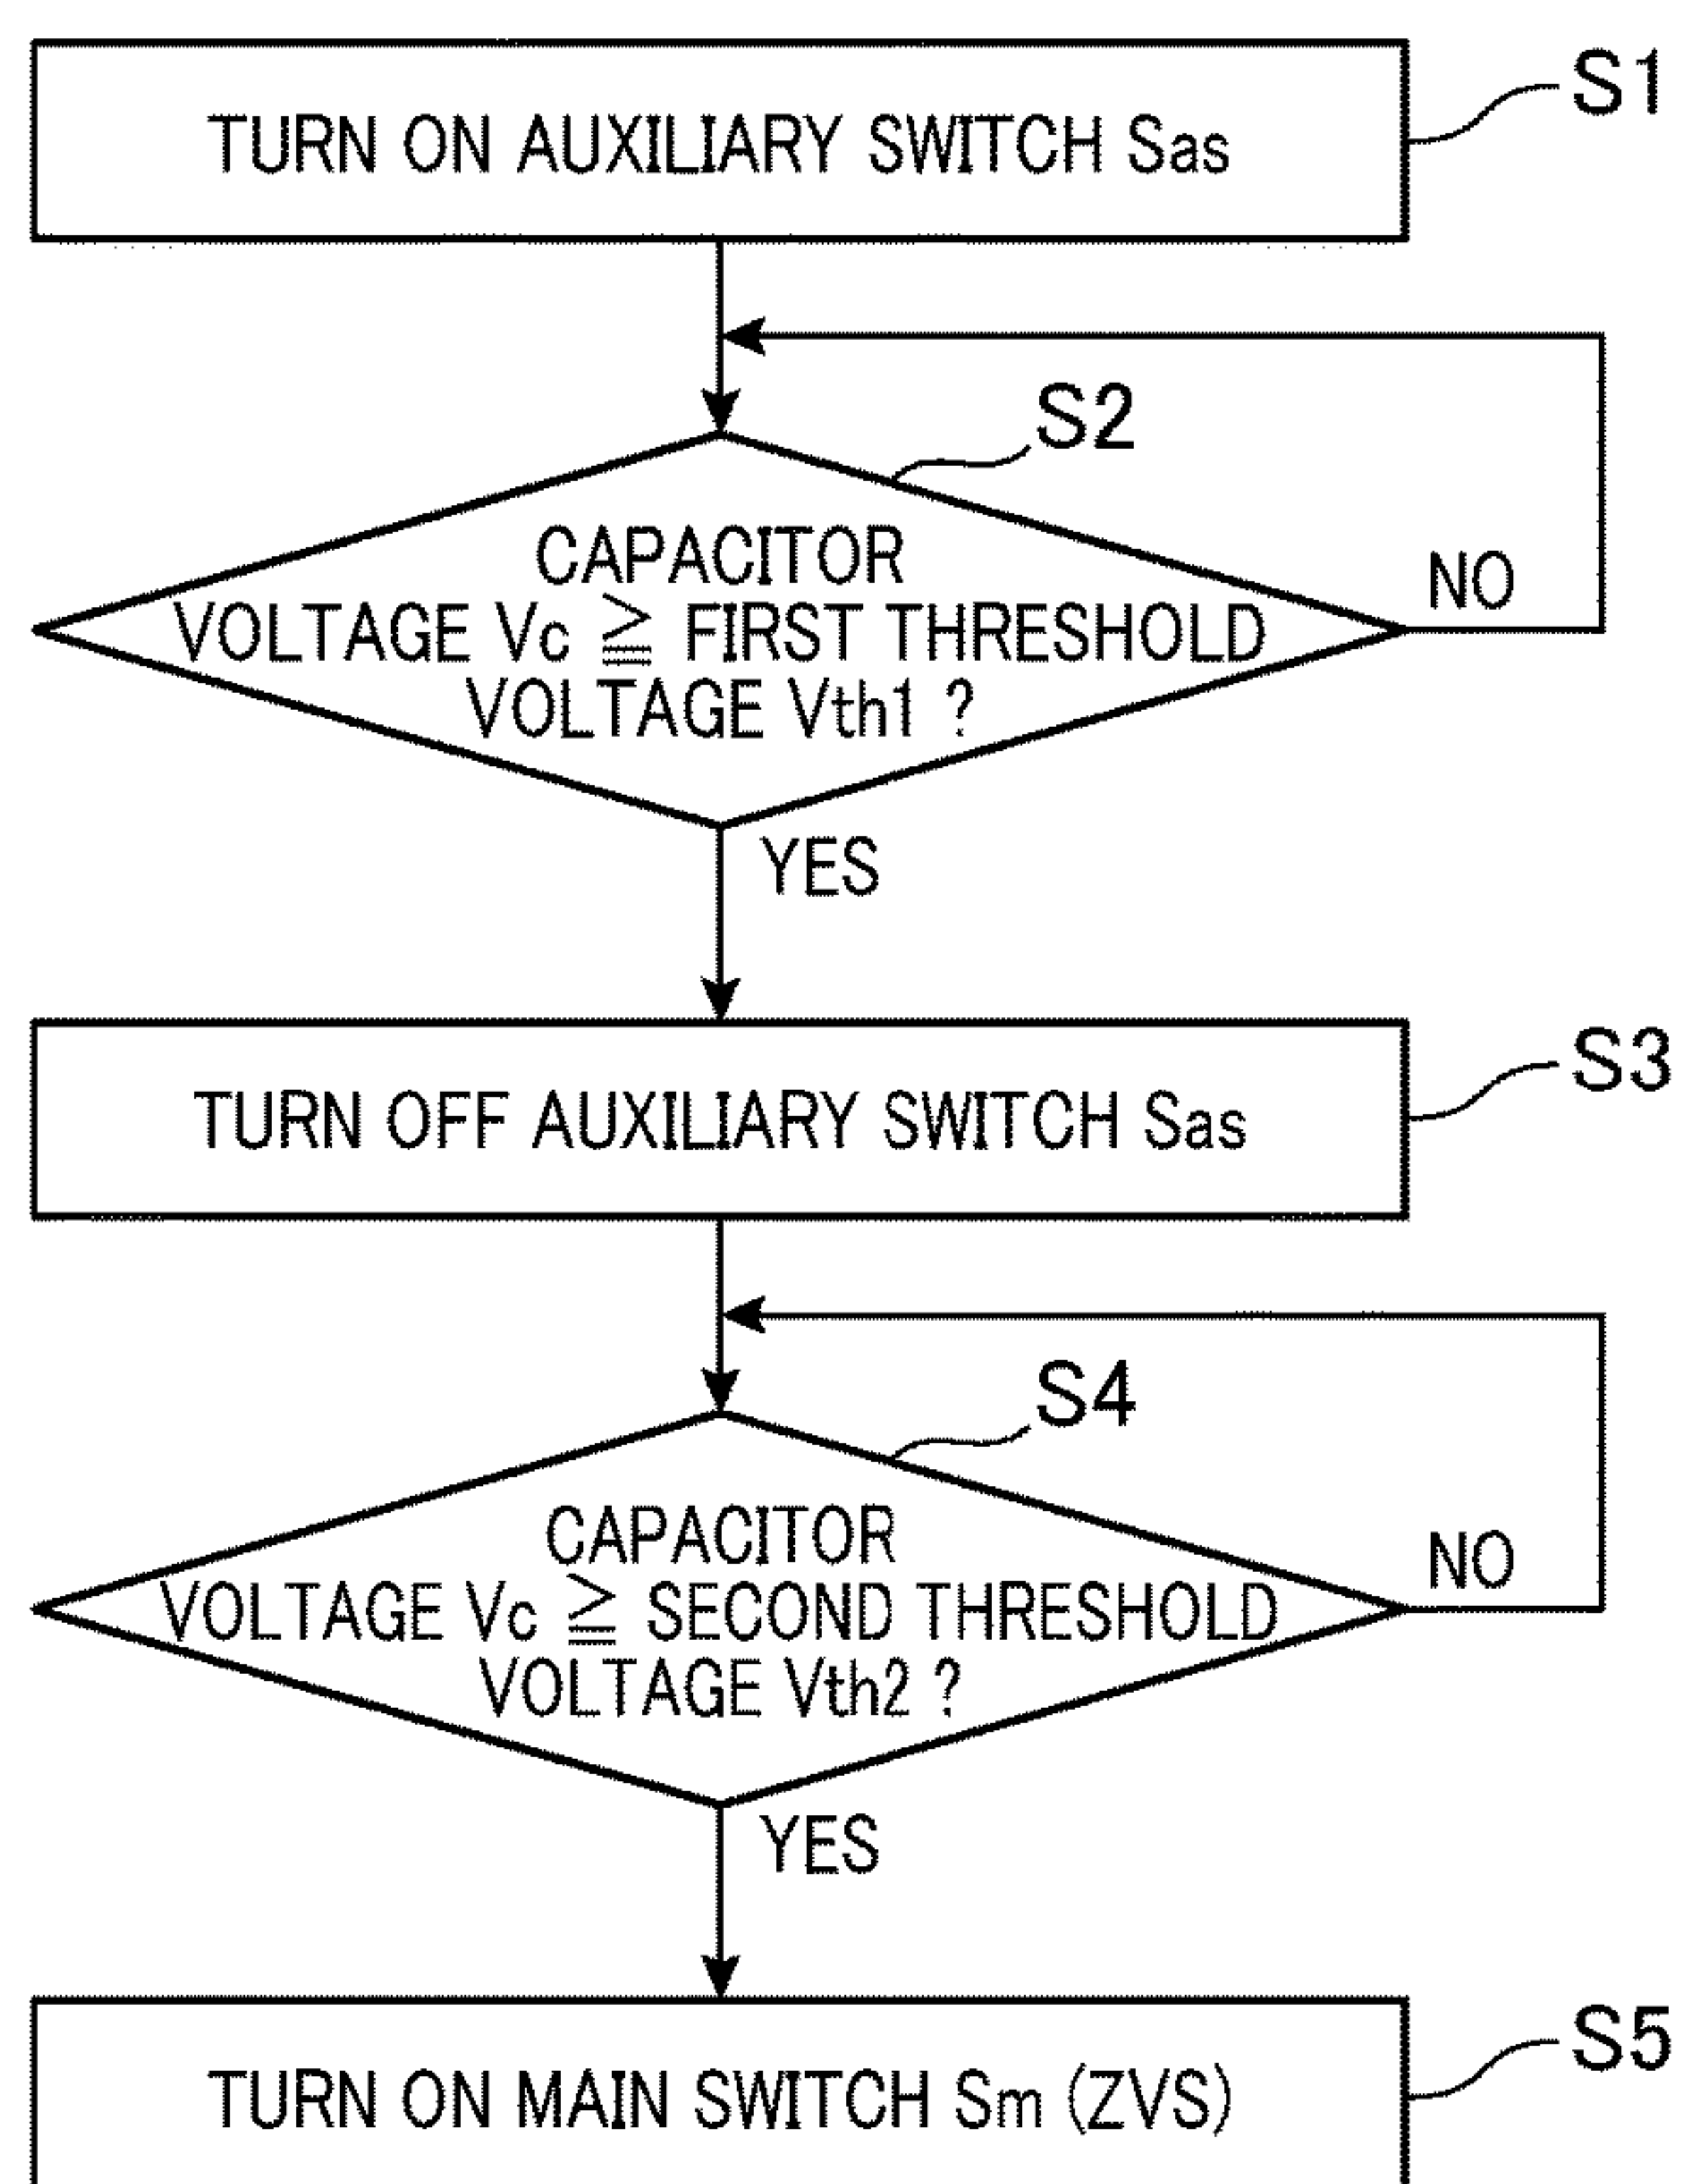 TURN ON AUXILIARY SWITCH Sas
S1
S2
CAPACITOR
VOLTAGE Vc ≧ FIRST THRESHOLD
VOLTAGE Vth1 ?
NO
YES
TURN OFF AUXILIARY SWITCH Sas
S3
S4
CAPACITOR
VOLTAGE Vc ≧ SECOND THRESHOLD
VOLTAGE Vth2 ?
NO
YES
TURN ON MAIN SWITCH Sm (ZVS)
S5